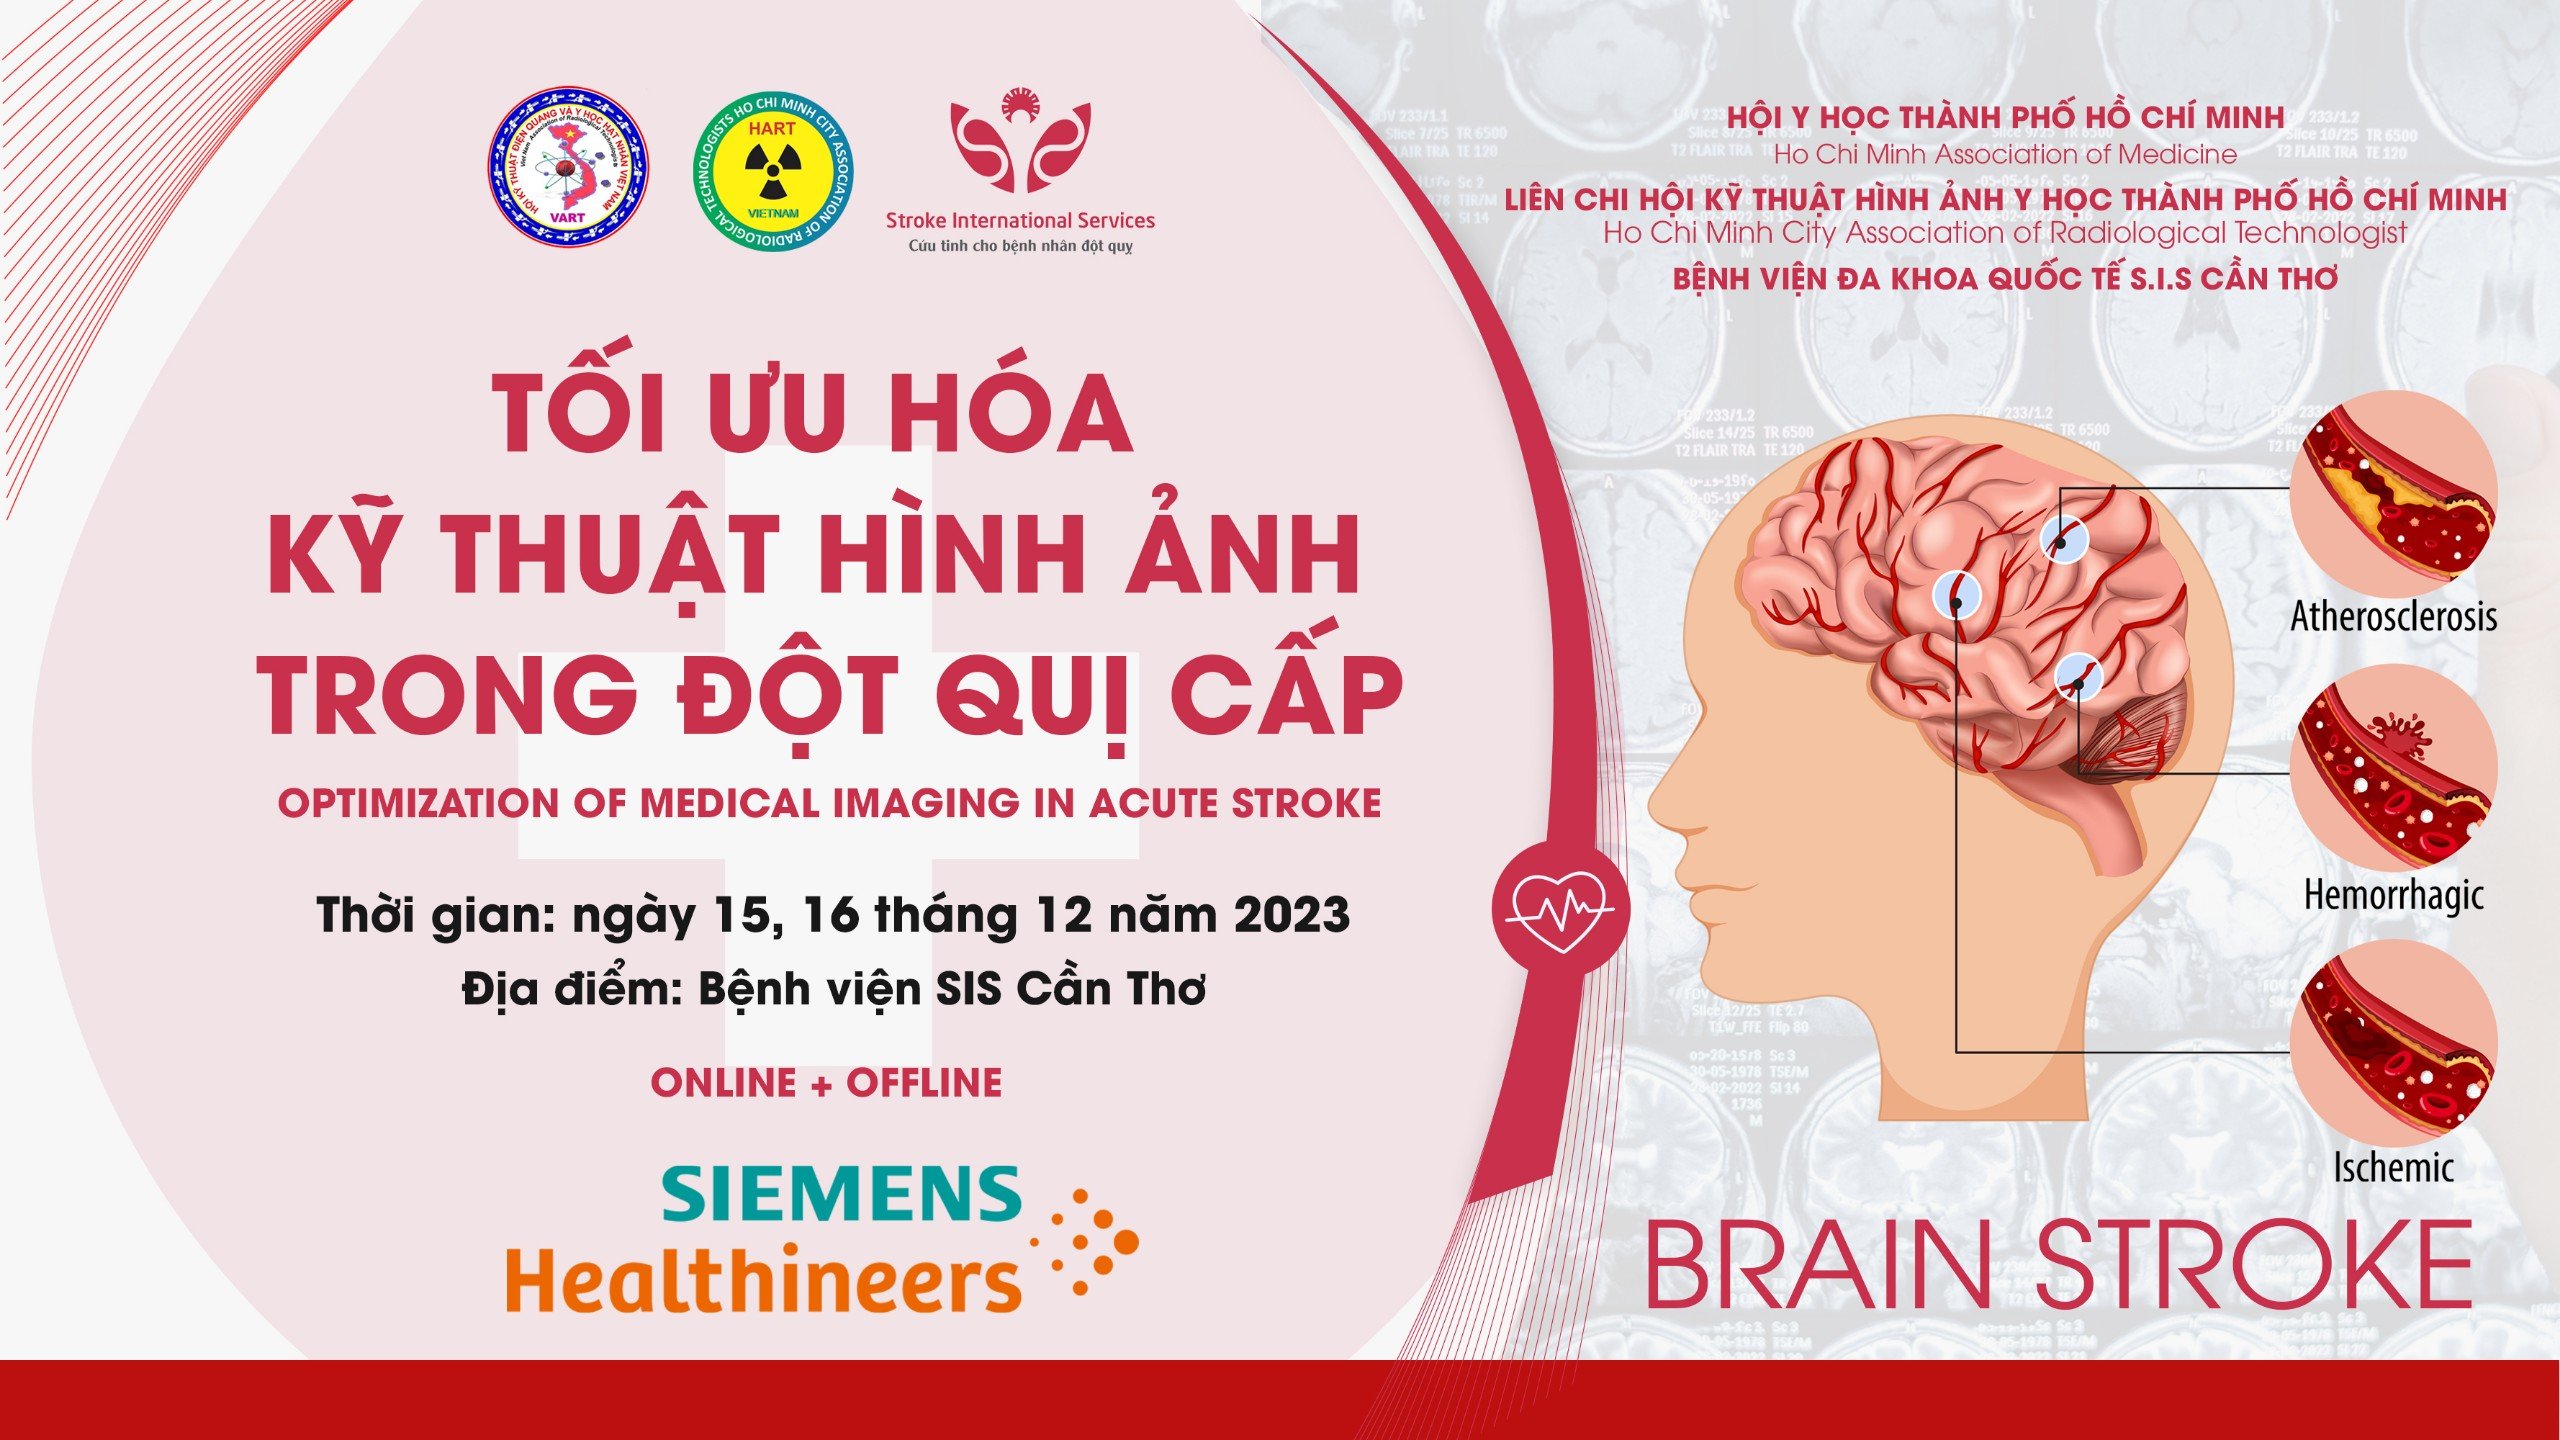 HỘI KỸ THUẬT ĐIỆN QUANG VÀ Y HỌC HẠT NHÂN VIỆT NAM
Viet Nam Association of Radiological Technologists
VART
HO CHI MINH CITY ASSOCIATION OF RADIOLOGICAL TECHNOLOGISTS
HART
VIETNAM
Stroke International Services
Cứu tinh cho bệnh nhân đột quỵ
TỐI ƯU HÓA
KỸ THUẬT HÌNH ẢNH
TRONG ĐỘT QUỊ CẤP
OPTIMIZATION OF MEDICAL IMAGING IN ACUTE STROKE
Thời gian: ngày 15, 16 tháng 12 năm 2023
Địa điểm: Bệnh viện SIS Cần Thơ
ONLINE + OFFLINE
SIEMENS
Healthineers
HỘI Y HỌC THÀNH PHỐ HỒ CHÍ MINH
Ho Chi Minh Association of Medicine
LIÊN CHI HỘI KỸ THUẬT HÌNH ẢNH Y HỌC THÀNH PHỐ HỒ CHÍ MINH
Ho Chi Minh City Association of Radiological Technologist
BỆNH VIỆN ĐA KHOA QUỐC TẾ S.I.S CẦN THƠ
Atherosclerosis
Hemorrhagic
Ischemic
BRAIN STROKE